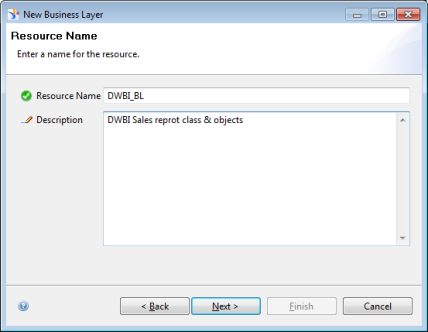 New Business Layer
Resource Name
Enter a name for the resource.
Resource Name DWBI_BL
Description DWBI Sales reprot class & objects
< Back Next > Finish Cancel